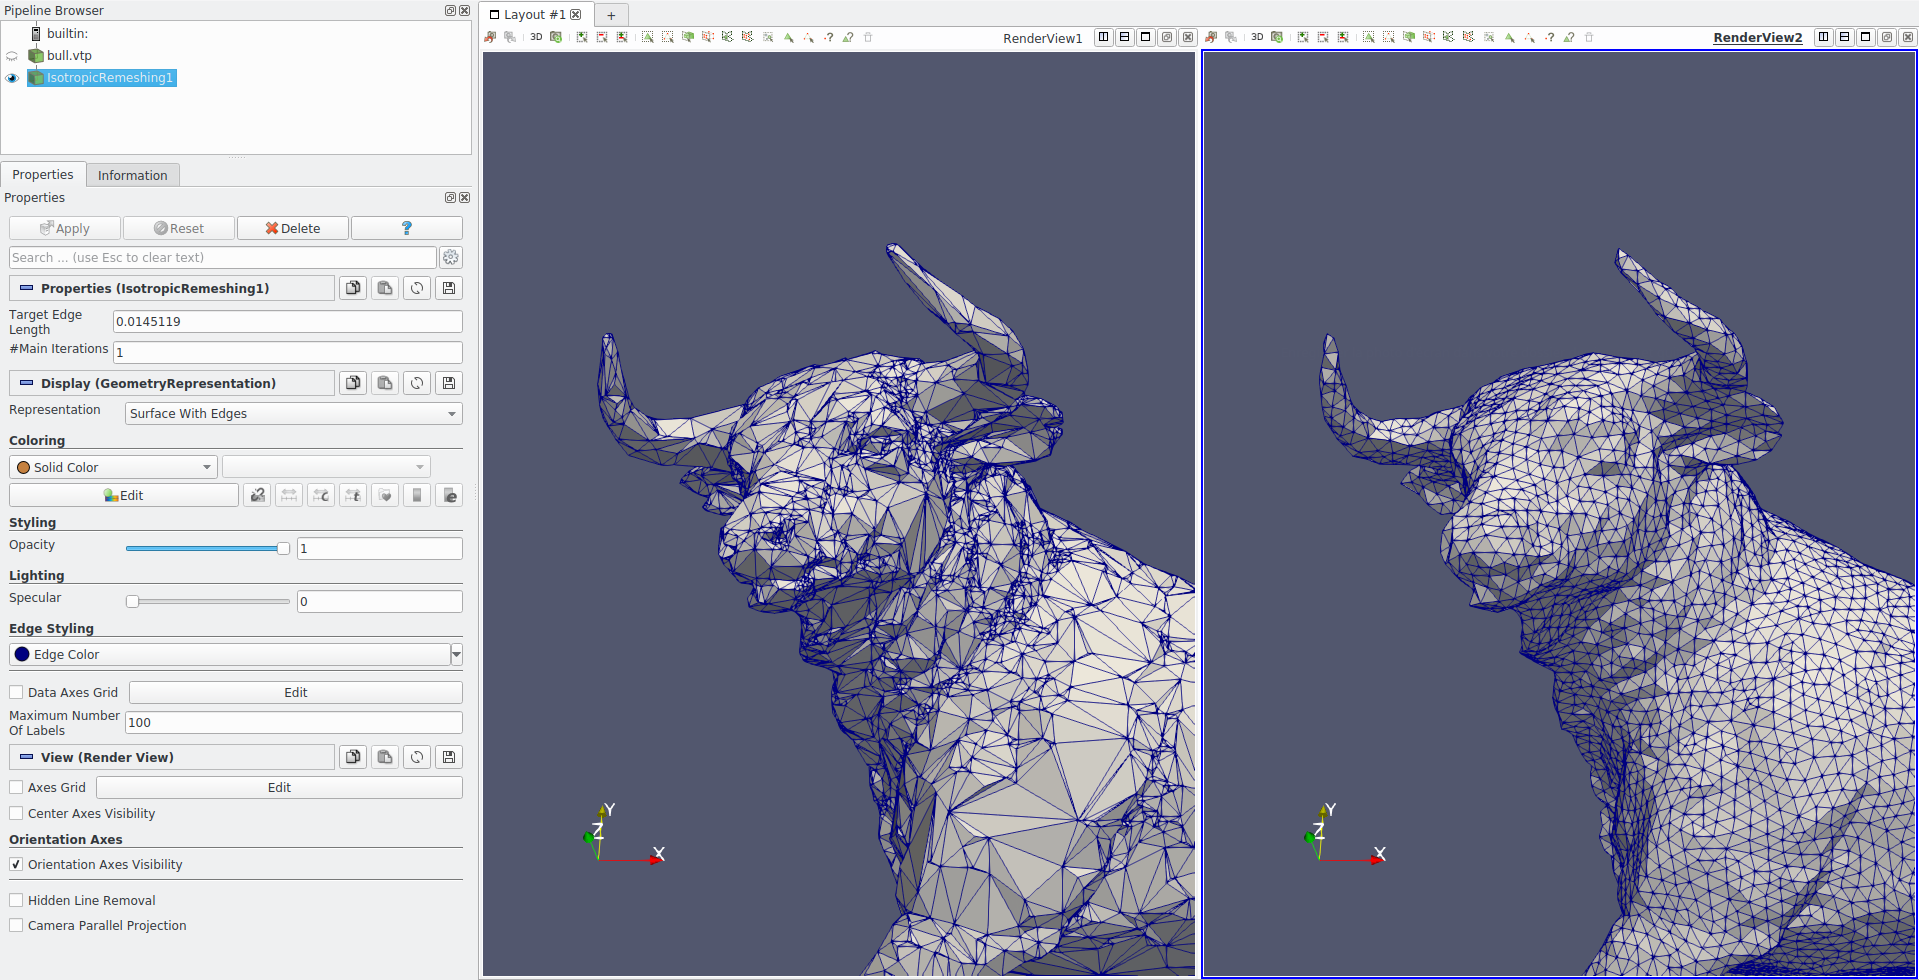 Pipeline Browser
builtin:
bull.vtp
IsotropicRemeshing1
Properties
Information
Properties
Apply
Reset
Delete
?
Search ... (use Esc to clear text)
Properties (IsotropicRemeshing1)
Target Edge
Length
0.0145119
#Main Iterations
1
Display (GeometryRepresentation)
Representation
Surface With Edges
Coloring
Solid Color
Edit
Styling
Opacity
1
Lighting
Specular
0
Edge Styling
Edge Color
Data Axes Grid
Edit
Maximum Number
Of Labels
100
View (Render View)
Axes Grid
Edit
Center Axes Visibility
Orientation Axes
Orientation Axes Visibility
Hidden Line Removal
Camera Parallel Projection
Layout #1
+
3D
RenderView1
3D
RenderView2
Y
Z
X
Y
Z
X